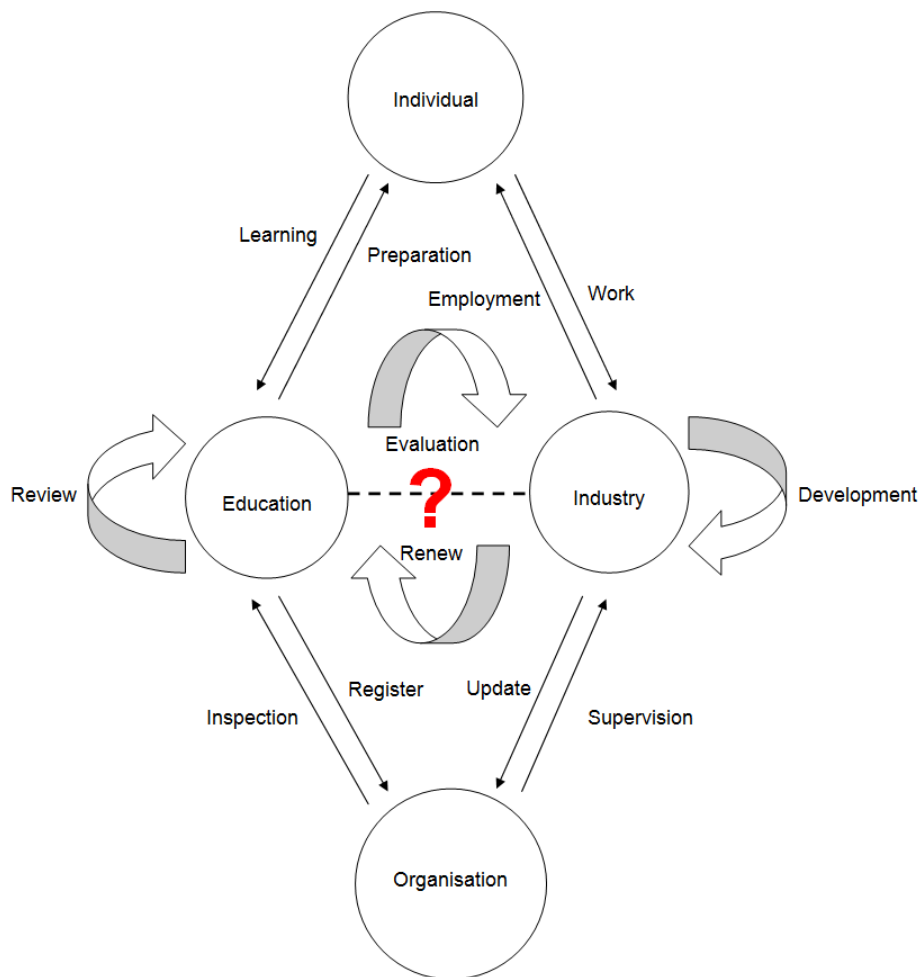 Individual
Learning
Preparation
Employment
Work
Evaluation
Review
Education
?
Industry
Development
Renew
Register
Update
Inspection
Supervision
Organisation